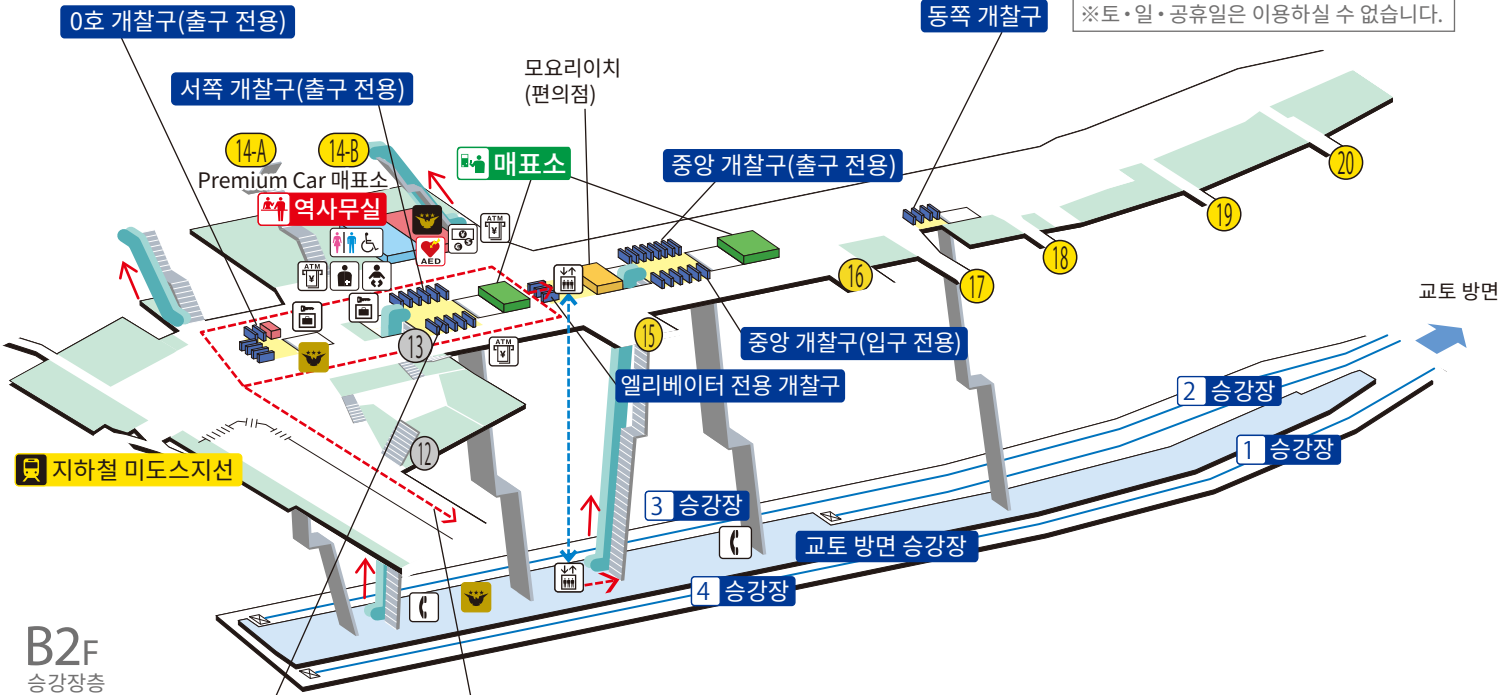 0호 개찰구(출구 전용)
동쪽 개찰구
※토・일・공휴일은 이용하실 수 없습니다.
서쪽 개찰구(출구 전용)
모요리이치
(편의점)
14-A
14-B
Premium Car 매표소
매표소
중앙 개찰구(출구 전용)
역사무실
ATM
¥
AED
ATM
¥
20
19
18
17
16
15
13
ATM
¥
교토 방면
중앙 개찰구(입구 전용)
엘리베이터 전용 개찰구
2 승강장
1 승강장
12
지하철 미도스지선
3 승강장
교토 방면 승강장
4 승강장
B2F
승강장층